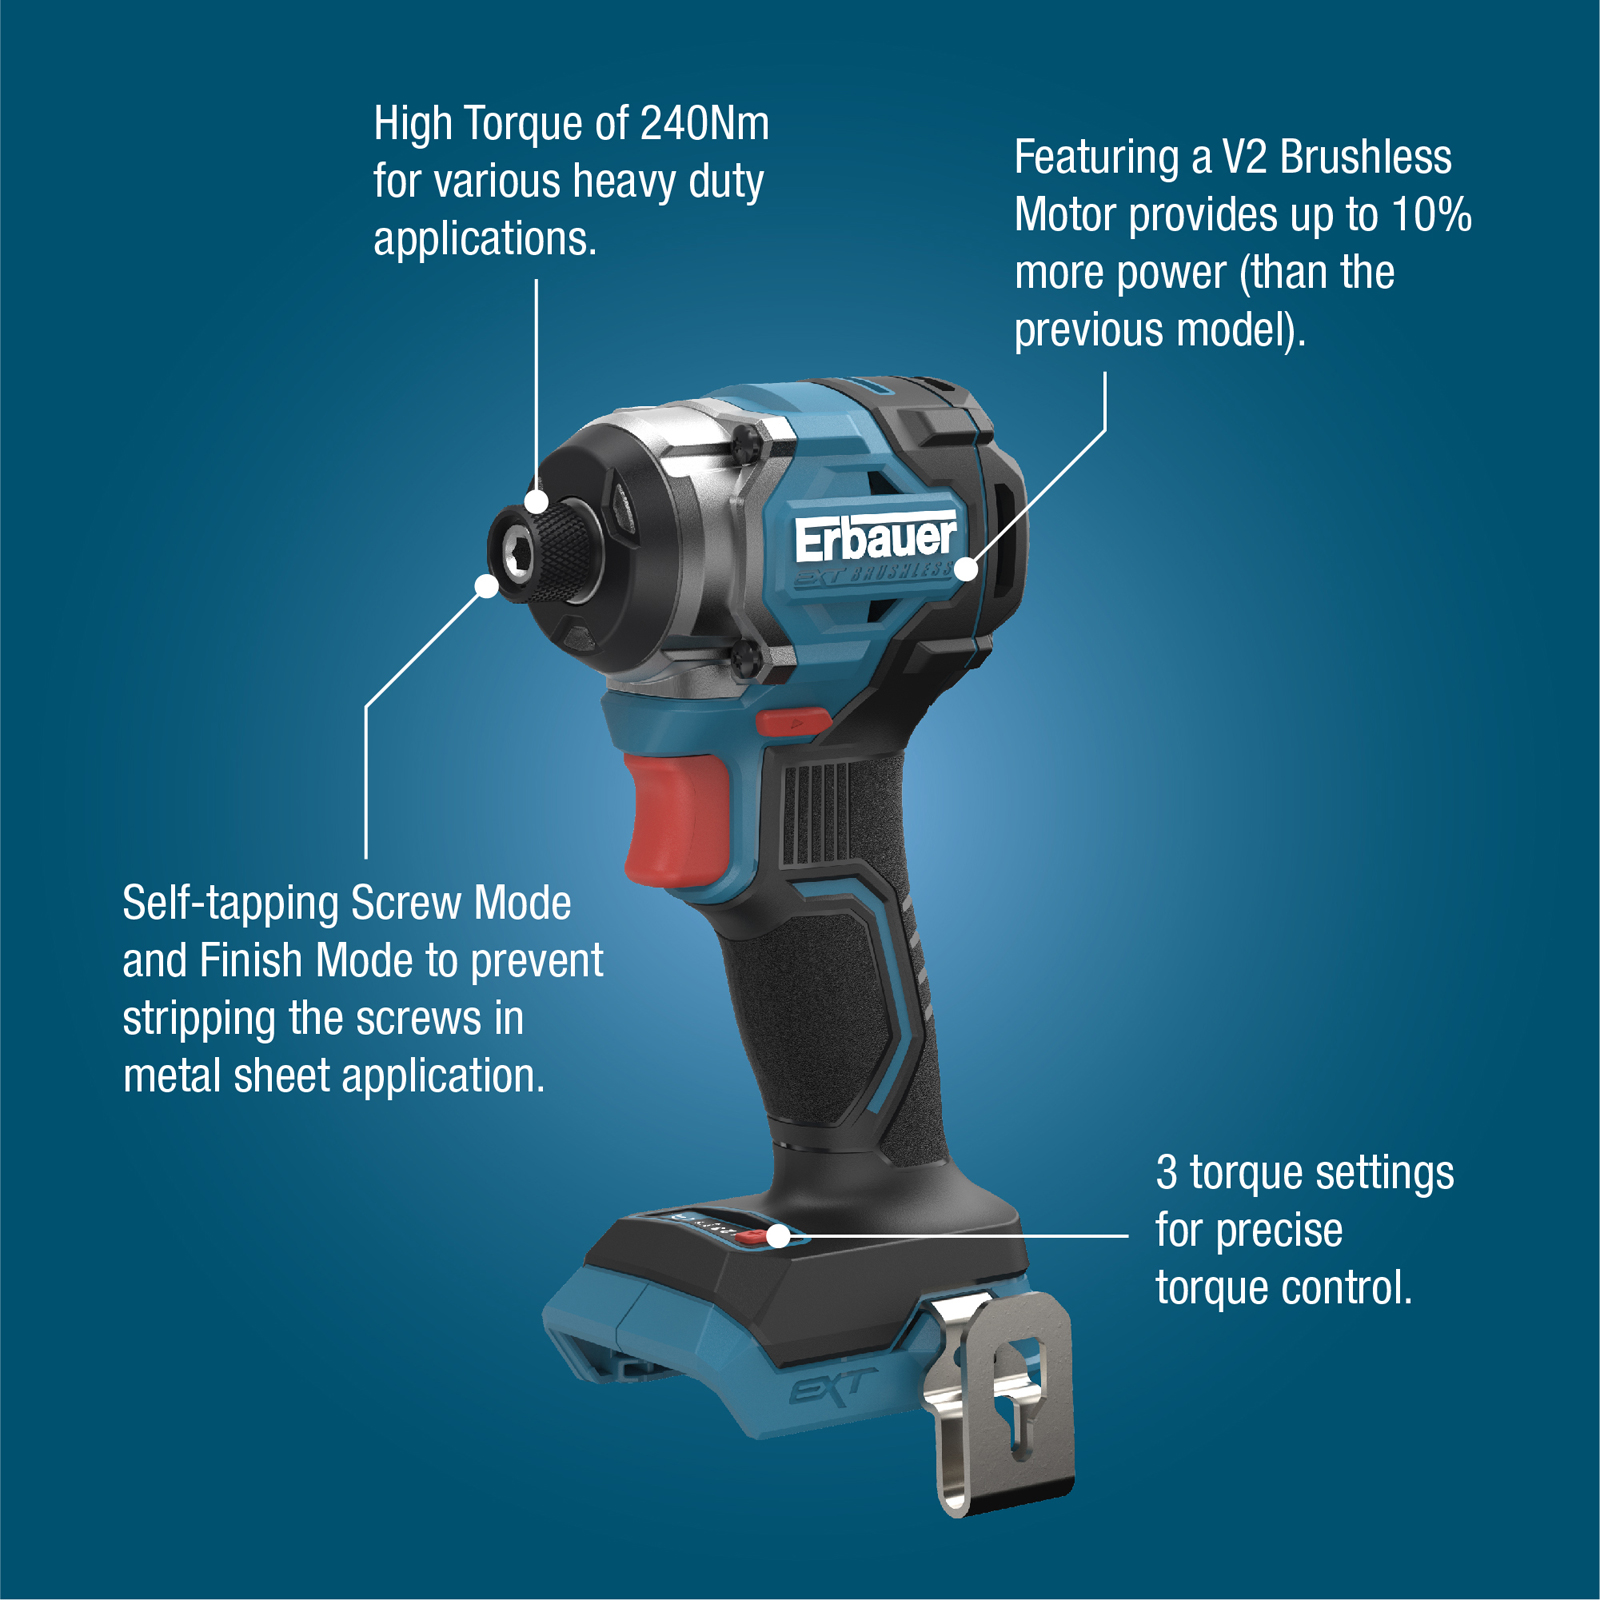 High Torque of 240Nm
for various heavy duty
applications.
Featuring a V2 Brushless
Motor provides up to 10%
more power (than the
previous model).
Erbauer
EXT BRUSHLESS
Self-tapping Screw Mode
and Finish Mode to prevent
stripping the screws in
metal sheet application.
3 torque settings
for precise
torque control.
EXT